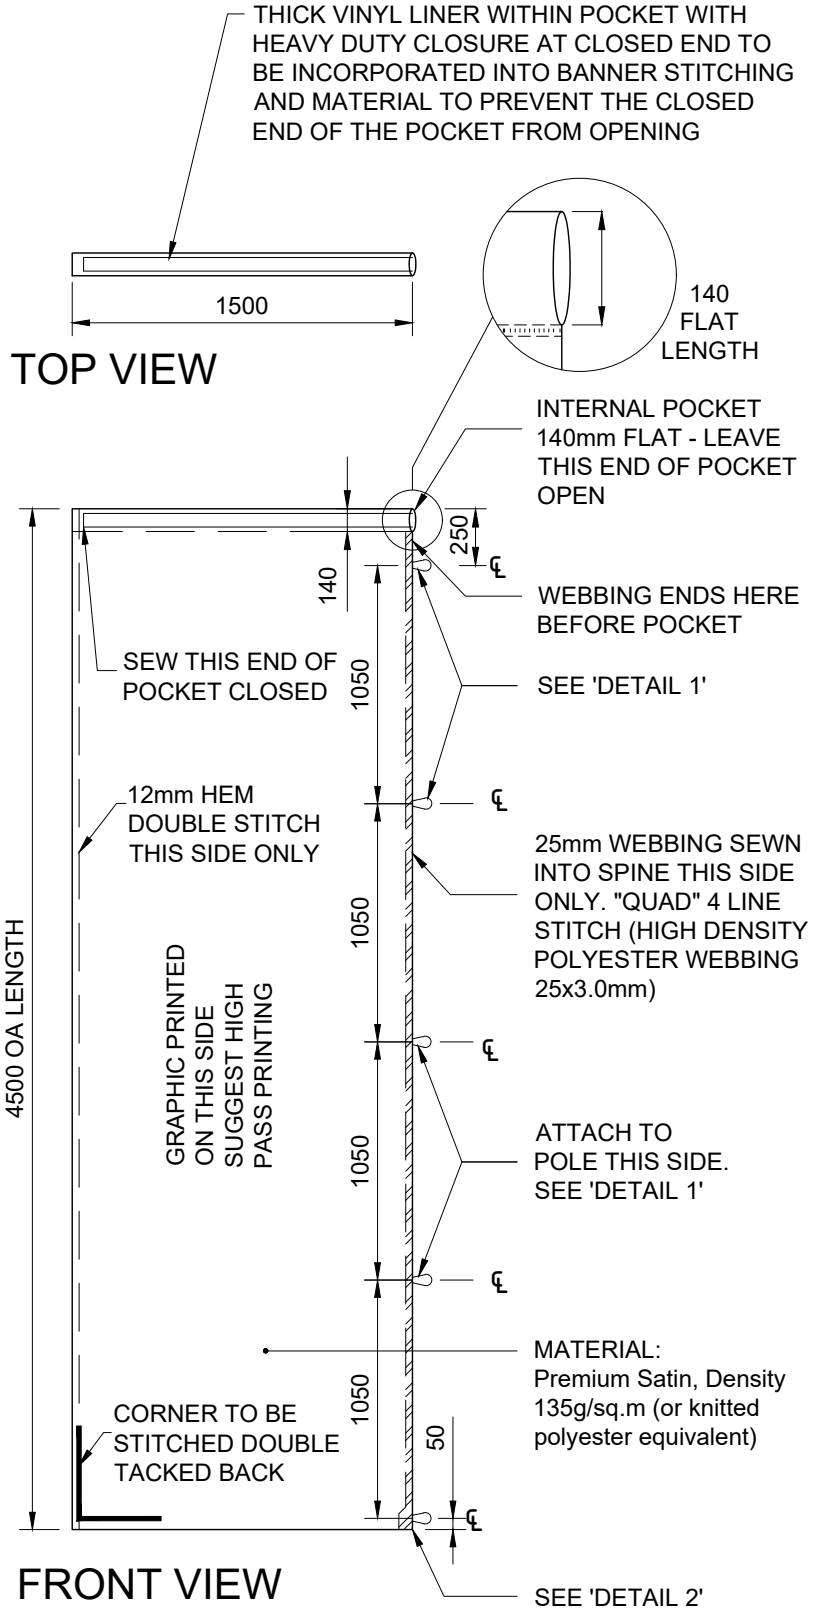 THICK VINYL LINER WITHIN POCKET WITH
HEAVY DUTY CLOSURE AT CLOSED END TO
BE INCORPORATED INTO BANNER STITCHING
AND MATERIAL TO PREVENT THE CLOSED
END OF THE POCKET FROM OPENING
1500
TOP VIEW
140
FLAT
LENGTH
INTERNAL POCKET
140mm FLAT - LEAVE
THIS END OF POCKET
OPEN
250
℄
140
WEBBING ENDS HERE
BEFORE POCKET
SEW THIS END OF
POCKET CLOSED
1050
SEE 'DETAIL 1'
12mm HEM
DOUBLE STITCH
THIS SIDE ONLY
℄
25mm WEBBING SEWN
INTO SPINE THIS SIDE
ONLY. "QUAD" 4 LINE
STITCH (HIGH DENSITY
POLYESTER WEBBING
25x3.0mm)
1050
4500 OA LENGTH
GRAPHIC PRINTED
ON THIS SIDE
SUGGEST HIGH
PASS PRINTING
℄
1050
ATTACH TO
POLE THIS SIDE.
SEE 'DETAIL 1'
℄
MATERIAL:
Premium Satin, Density
135g/sq.m (or knitted
polyester equivalent)
1050
50
CORNER TO BE
STITCHED DOUBLE
TACKED BACK
℄
FRONT VIEW
SEE 'DETAIL 2'